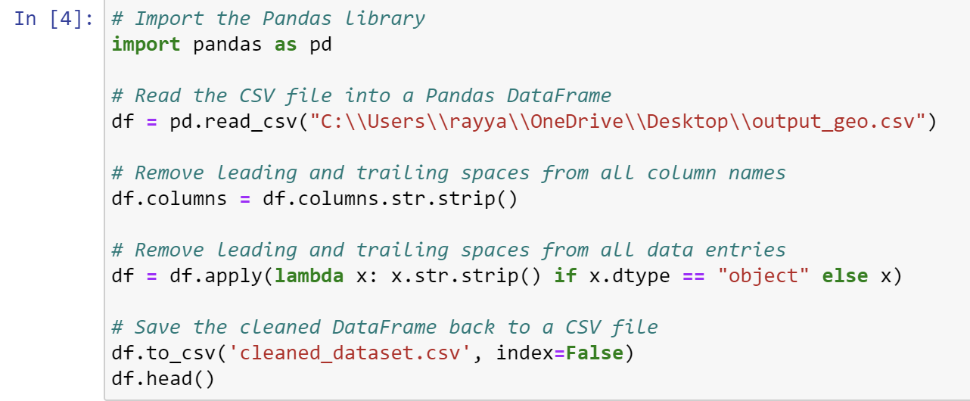 In [4]: # Import the Pandas library
import pandas as pd
# Read the CSV file into a Pandas DataFrame
df = pd.read_csv("C:\\Users\\rayya\\OneDrive\\Desktop\\output_geo.csv")
# Remove leading and trailing spaces from all column names
df.columns = df.columns.str.strip()
# Remove leading and trailing spaces from all data entries
df = df.apply(lambda x: x.str.strip() if x.dtype == "object" else x)
# Save the cleaned DataFrame back to a CSV file
df.to_csv('cleaned_dataset.csv', index=False)
df.head()